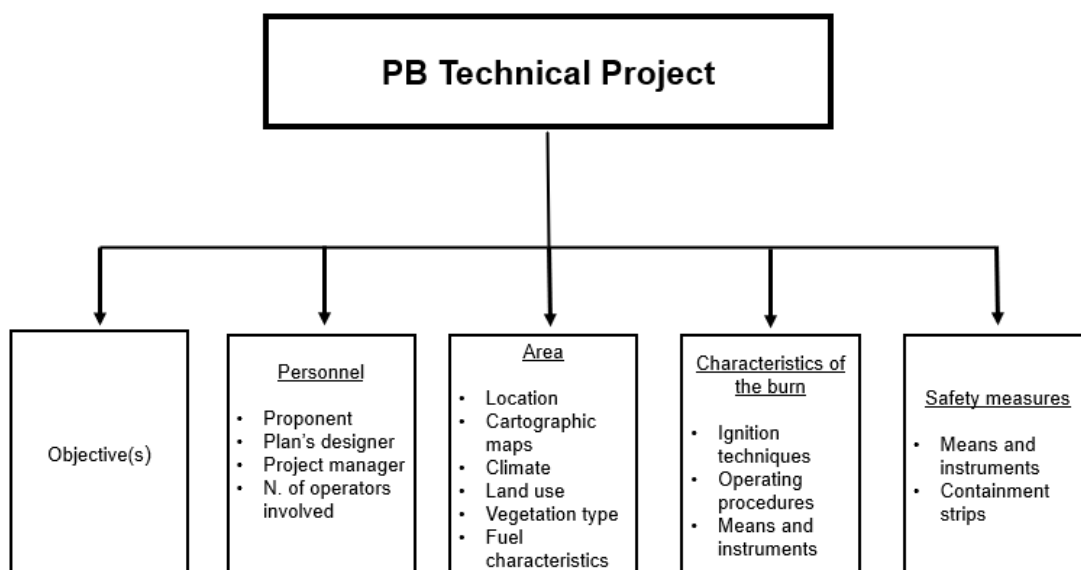 PB Technical Project
Objective(s)
Personnel
• Proponent
• Plan's designer
• Project manager
• N. of operators
involved
Area
• Location
• Cartographic
maps
• Climate
• Land use
• Vegetation type
• Fuel
characteristics
Characteristics of
the burn
• Ignition
techniques
• Operating
procedures
• Means and
instruments
Safety measures
• Means and
instruments
• Containment
strips